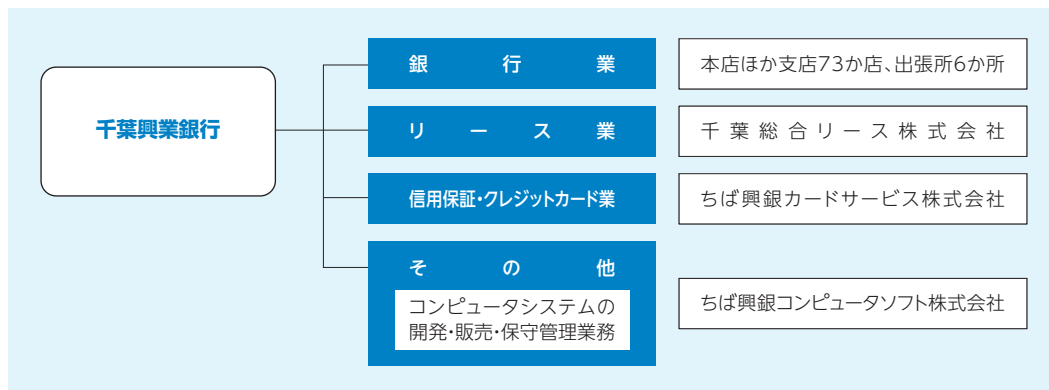 千葉興業銀行
銀行業
本店ほか支店73か店、出張所6か所
リース業
千葉総合リース株式会社
信用保証・クレジットカード業
ちば興銀カードサービス株式会社
その他
コンピュータシステムの
開発・販売・保守管理業務
ちば興銀コンピュータソフト株式会社